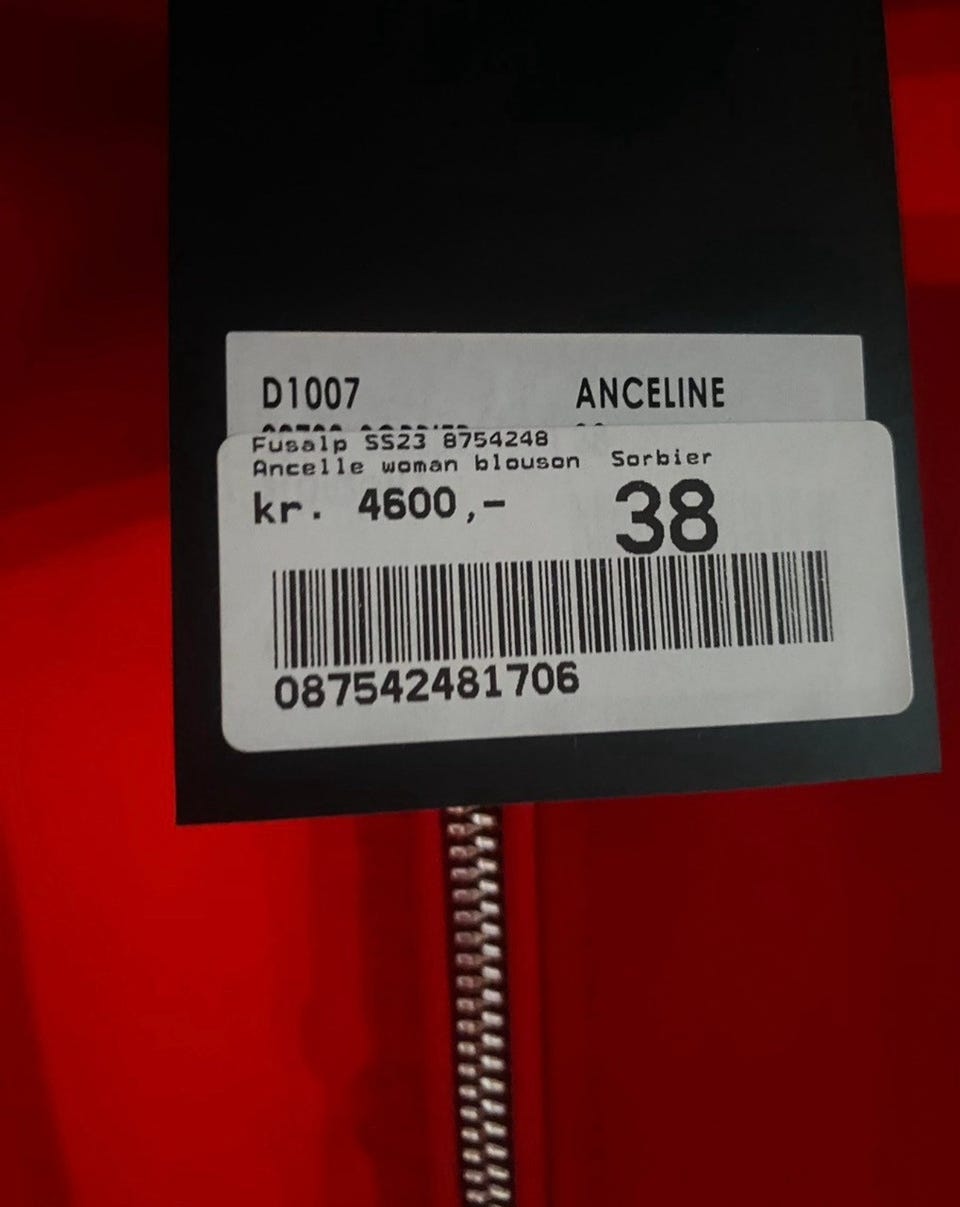 D1007 ANCELINE
Fusalp SS23 8754248
Ancelle woman blouson Sorbier
kr. 4600,- 38
087542481706